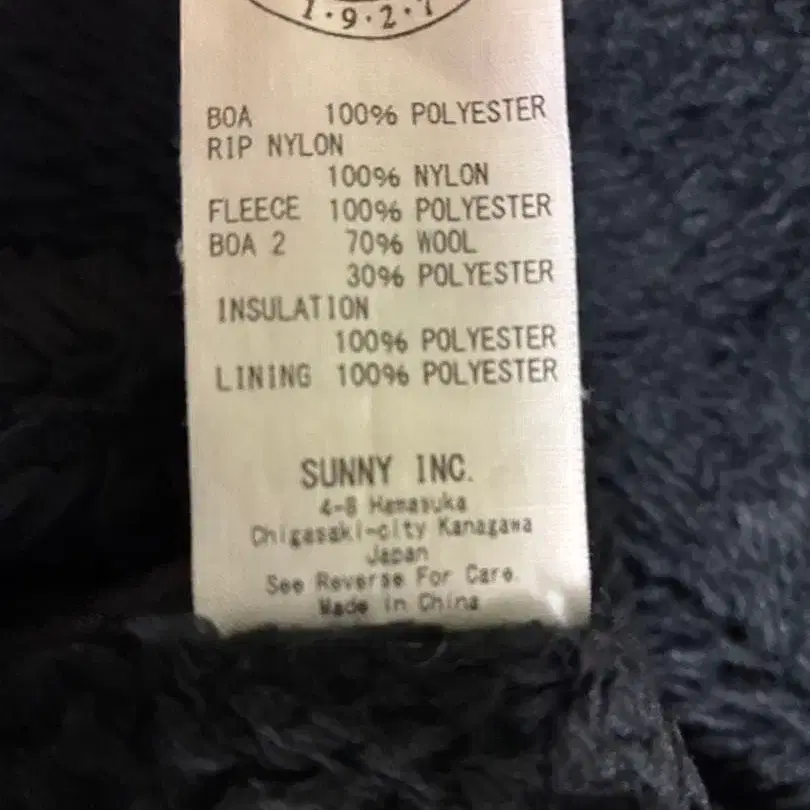 1·9·2·7
BOA 100% POLYESTER
RIP NYLON
100% NYLON
FLEECE 100% POLYESTER
BOA 2 70% WOOL
30% POLYESTER
INSULATION
100% POLYESTER
LINING 100% POLYESTER
SUNNY INC.
4-8 Hamasuka
Chigasaki-city Kanagawa
Japan
See Reverse For Care.
Made in China